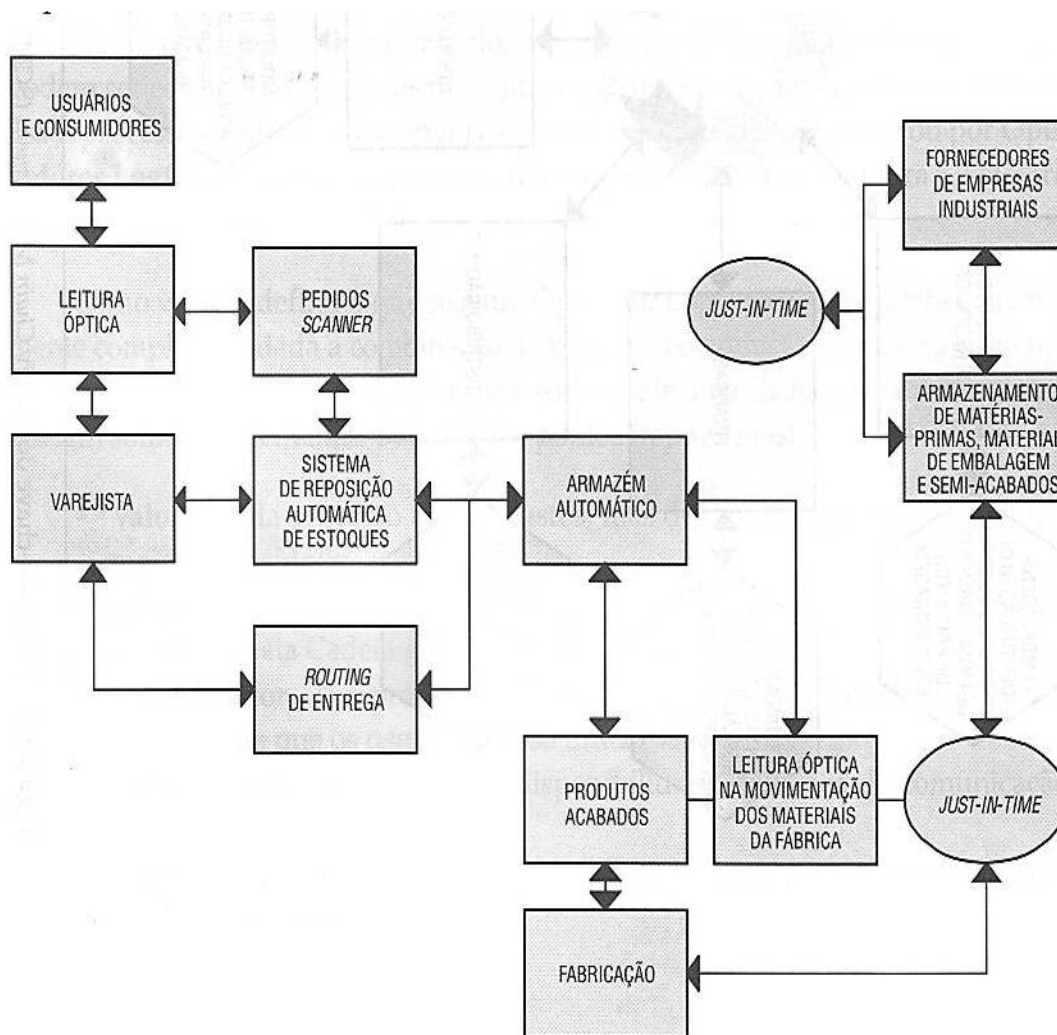 USUÁRIOS
E CONSUMIDORES
LEITURA
ÓPTICA
PEDIDOS
SCANNER
VAREJISTA
SISTEMA
DE REPOSIÇÃO
AUTOMÁTICA
DE ESTOQUES
ROUTING
DE ENTREGA
ARMAZÉM
AUTOMÁTICO
PRODUTOS
ACABADOS
FABRICAÇÃO
LEITURA ÓPTICA
NA MOVIMENTAÇÃO
DOS MATERIAIS
DA FÁBRICA
JUST-IN-TIME
FORNECEDORES
DE EMPRESAS
INDUSTRIAIS
JUST-IN-TIME
ARMAZENAMENTO
DE MATÉRIAS-
PRIMAS, MATERIAL
DE EMBALAGEM
E SEMI-ACABADOS